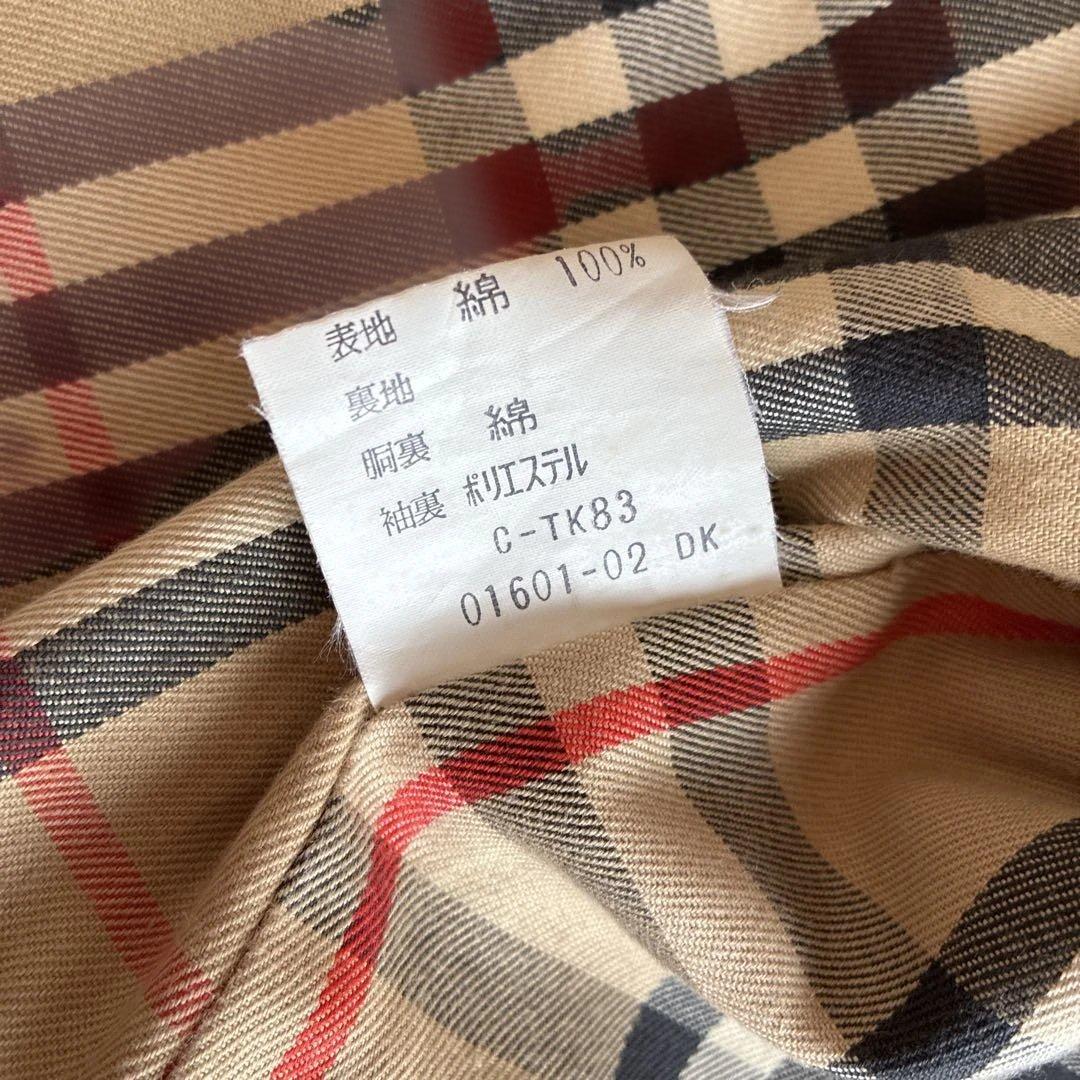 表地 綿 100%
裏地
胴裏 綿
袖裏 ポリエステル
C-TK83
01601-02 DK